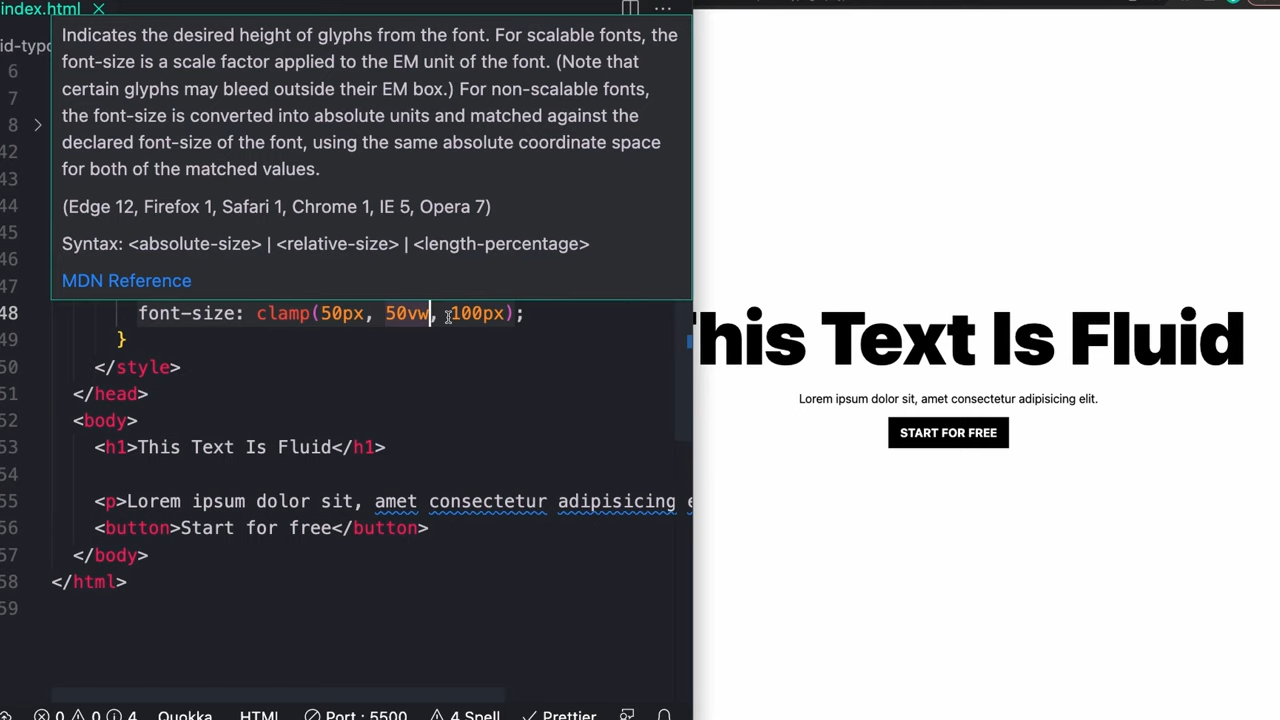 index.html
Indicates the desired height of glyphs from the font. For scalable fonts, the
font-size is a scale factor applied to the EM unit of the font. (Note that
certain glyphs may bleed outside their EM box.) For non-scalable fonts,
the font-size is converted into absolute units and matched against the
declared font-size of the font, using the same absolute coordinate space
for both of the matched values.
(Edge 12, Firefox 1, Safari 1, Chrome 1, IE 5, Opera 7)
Syntax: <absolute-size> | <relative-size> | <length-percentage>
MDN Reference
id-typo
6
7
8
42
43
44
45
46
47
48 font-size: clamp(50px, 50vw, 100px);
49 }
50 </style>
51 </head>
52 <body>
53 <h1>This Text Is Fluid</h1>
54
55 <p>Lorem ipsum dolor sit, amet consectetur adipisicing e
56 <button>Start for free</button>
57 </body>
58 </html>
59
0 0 4 Quokka HTML Port : 5500 4 Spell Prettier
This Text Is Fluid
Lorem ipsum dolor sit, amet consectetur adipisicing elit.
START FOR FREE